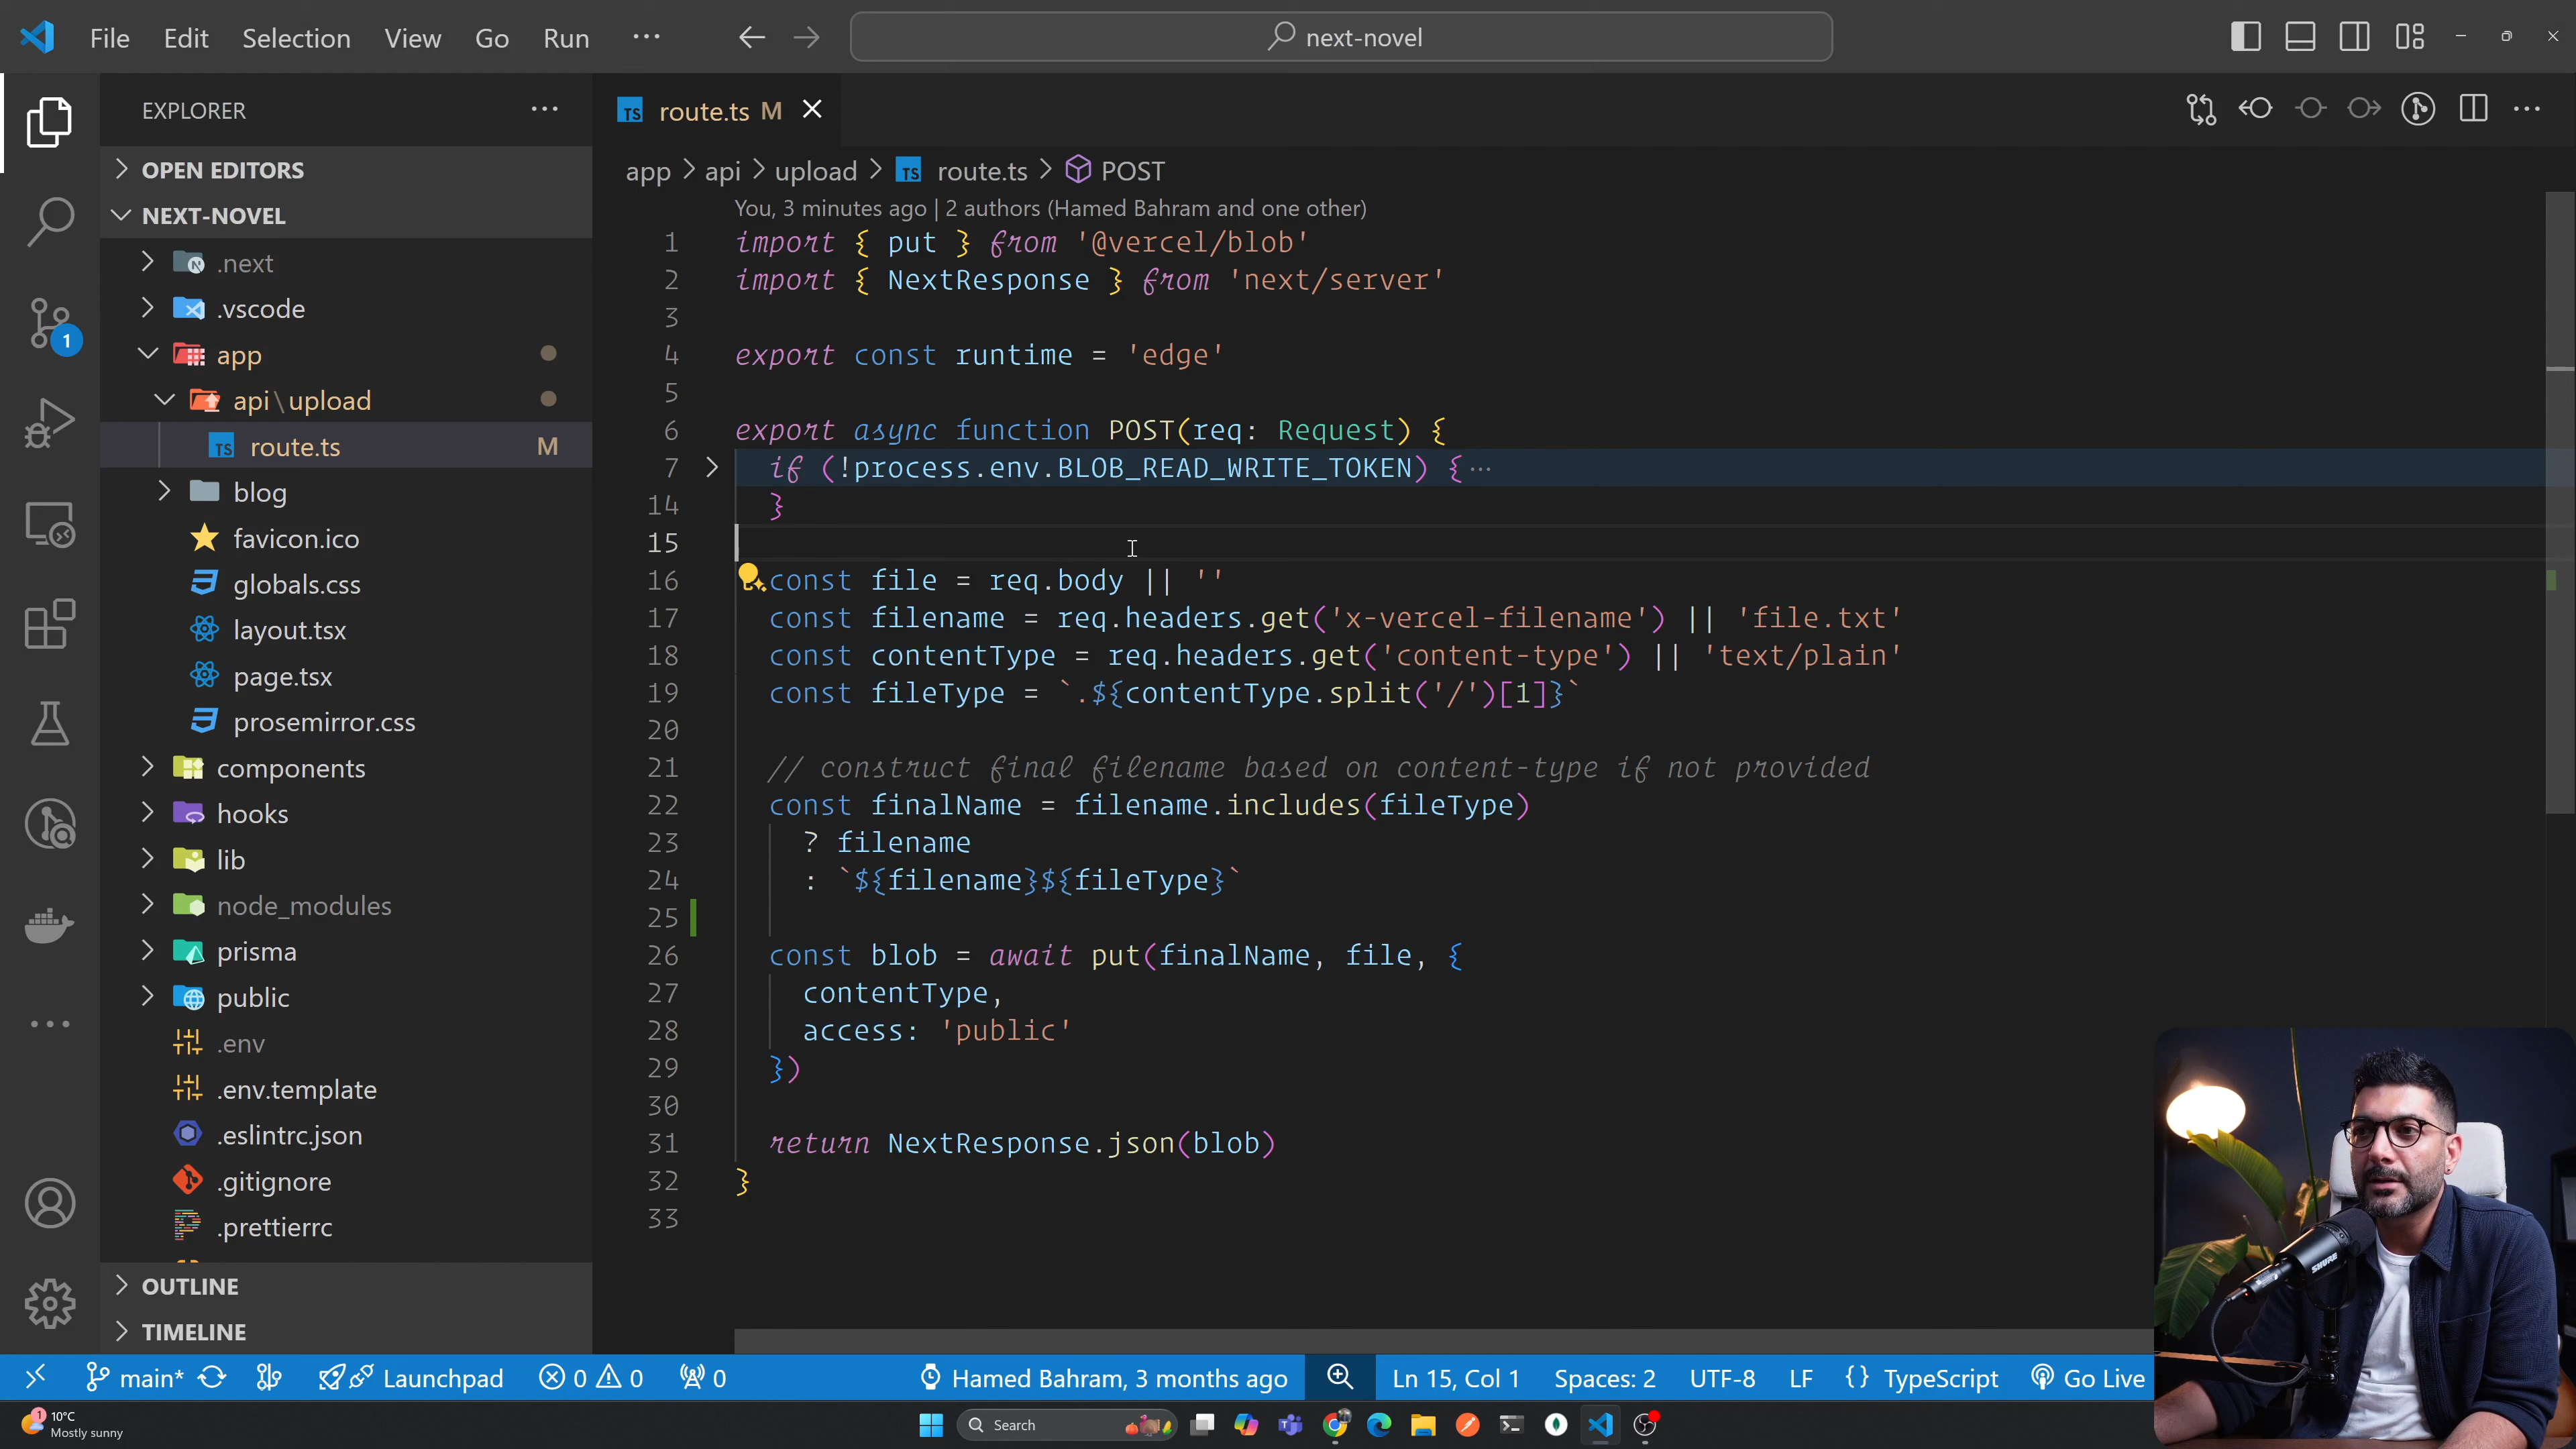 File Edit Selection View Go Run ···
next-novel
EXPLORER
OPEN EDITORS
NEXT-NOVEL
.next
.vscode
app
api\upload
route.ts M
blog
favicon.ico
globals.css
layout.tsx
page.tsx
prosemirror.css
components
hooks
lib
node_modules
prisma
public
.env
.env.template
.eslintrc.json
.gitignore
.prettierrc
OUTLINE
TIMELINE
1
TS route.ts M
app > api > upload > TS route.ts > POST
You, 3 minutes ago | 2 authors (Hamed Bahram and one other)
1 import { put } from '@vercel/blob'
2 import { NextResponse } from 'next/server'
3
4 export const runtime = 'edge'
5
6 export async function POST(req: Request) {
7 if (!process.env.BLOB_READ_WRITE_TOKEN) {···
14 }
15
16 const file = req.body || ''
17 const filename = req.headers.get('x-vercel-filename') || 'file.txt'
18 const contentType = req.headers.get('content-type') || 'text/plain'
19 const fileType = `.${contentType.split('/')[1]}`
20
21 // construct final filename based on content-type if not provided
22 const finalName = filename.includes(fileType)
23 ? filename
24 : `${filename}${fileType}`
25
26 const blob = await put(finalName, file, {
27 contentType,
28 access: 'public'
29 })
30
31 return NextResponse.json(blob)
32 }
33
main* Launchpad 0 0 0 Hamed Bahram, 3 months ago Ln 15, Col 1 Spaces: 2 UTF-8 LF {} TypeScript Go Live
1 10°C
Mostly sunny
Search
SHURE